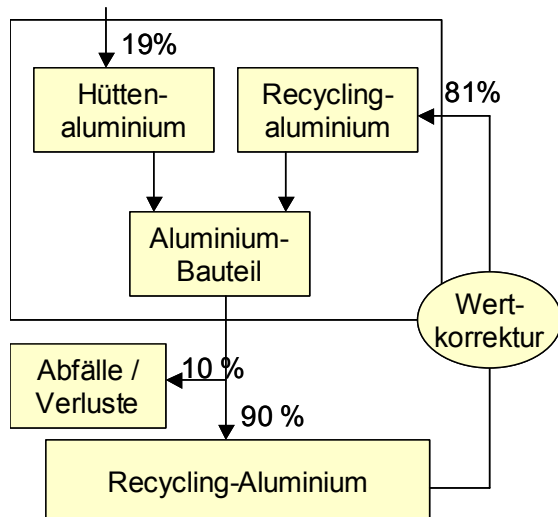 19%
Hütten-
aluminium
Recycling-
aluminium
81%
Aluminium-
Bauteil
Wert-
korrektur
Abfälle /
Verluste
10 %
90 %
Recycling-Aluminium